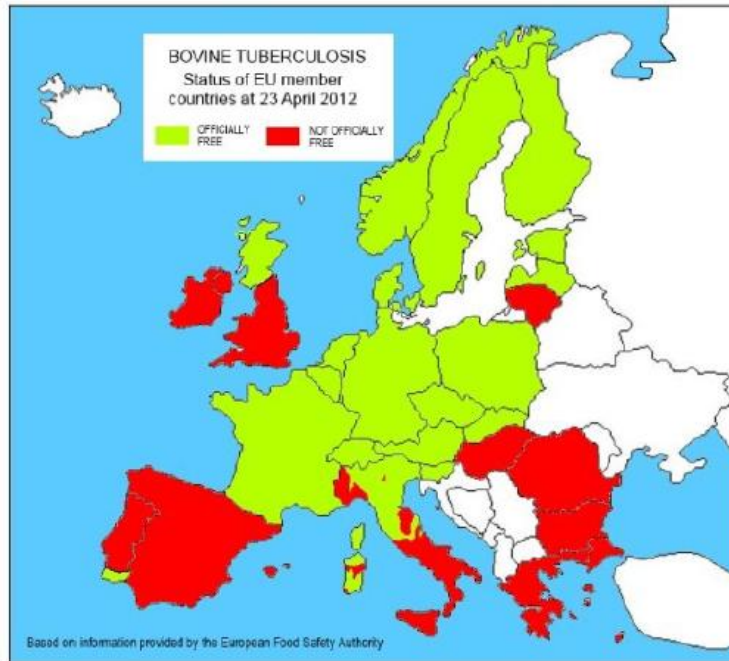 BOVINE TUBERCULOSIS
Status of EU member
countries at 23 April 2012
OFFICIALLY
FREE
NOT OFFICIALLY
FREE
Based on information provided by the European Food Safety Authority